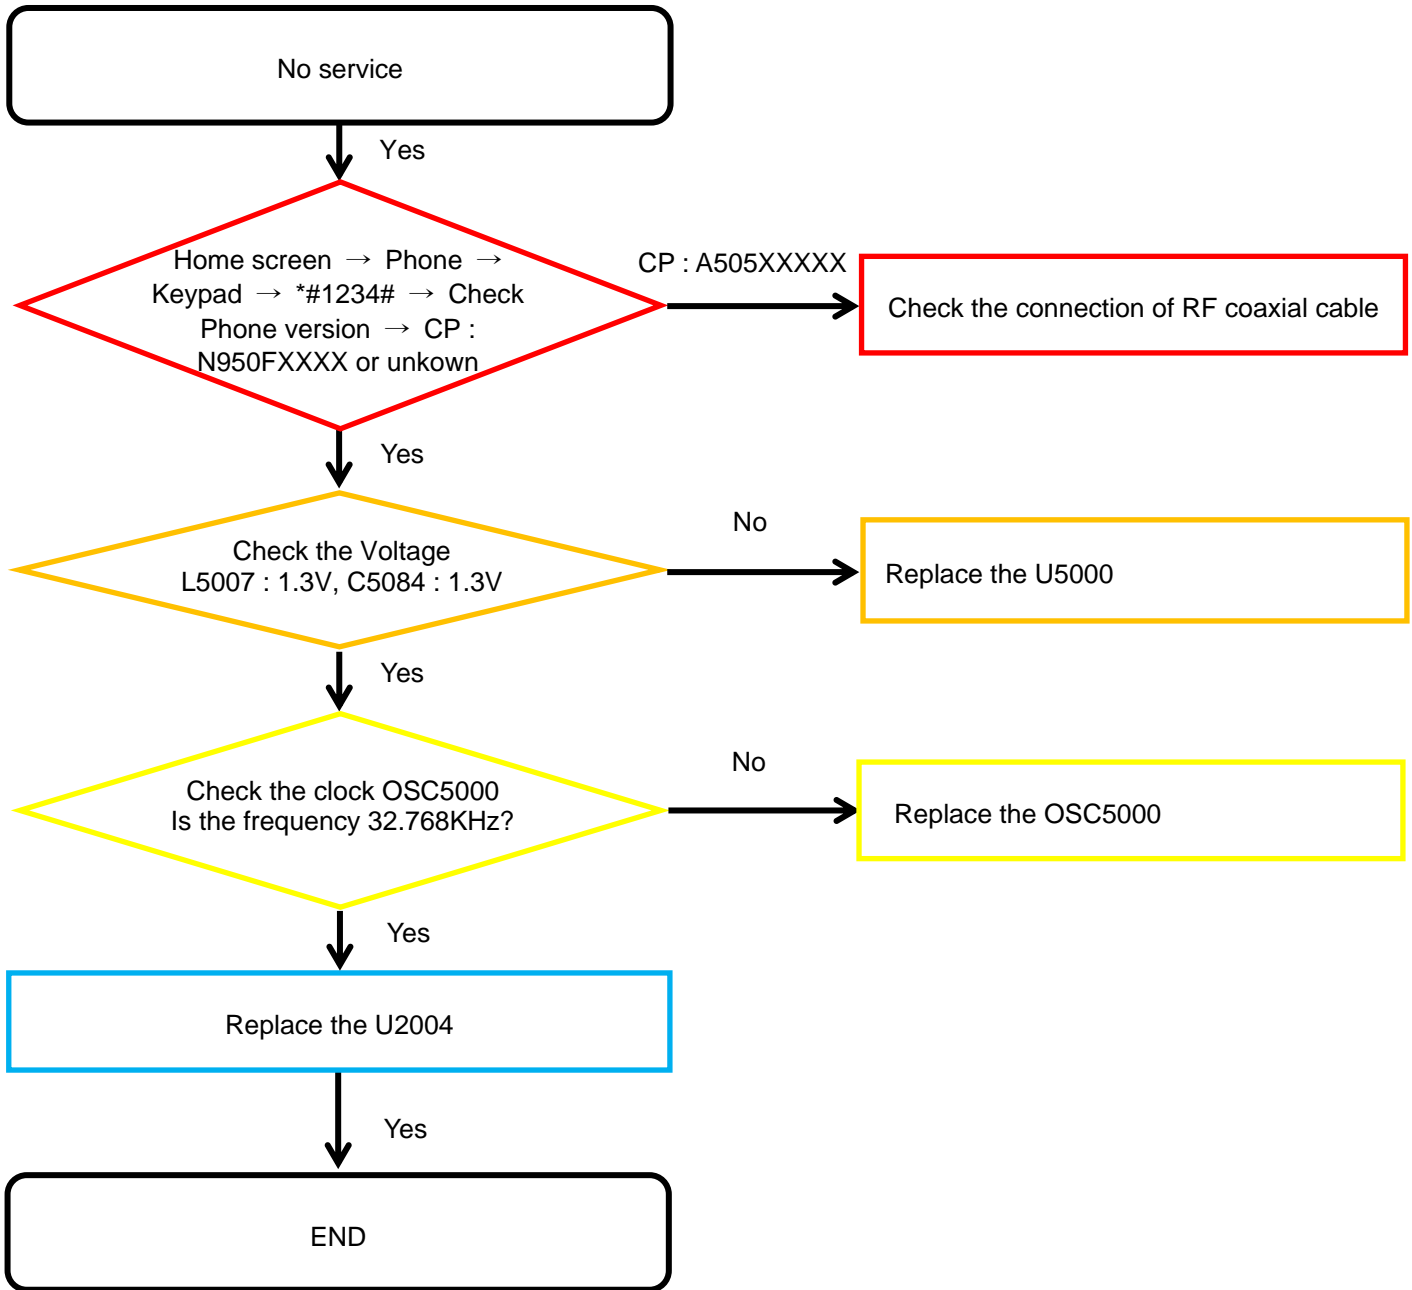 No service
Yes
Home screen → Phone →
Keypad → *#1234# → Check
Phone version → CP :
N950FXXXX or unkown
CP : A505XXXXX
Check the connection of RF coaxial cable
Yes
Check the Voltage
L5007 : 1.3V, C5084 : 1.3V
No
Replace the U5000
Yes
Check the clock OSC5000
Is the frequency 32.768KHz?
No
Replace the OSC5000
Yes
Replace the U2004
Yes
END